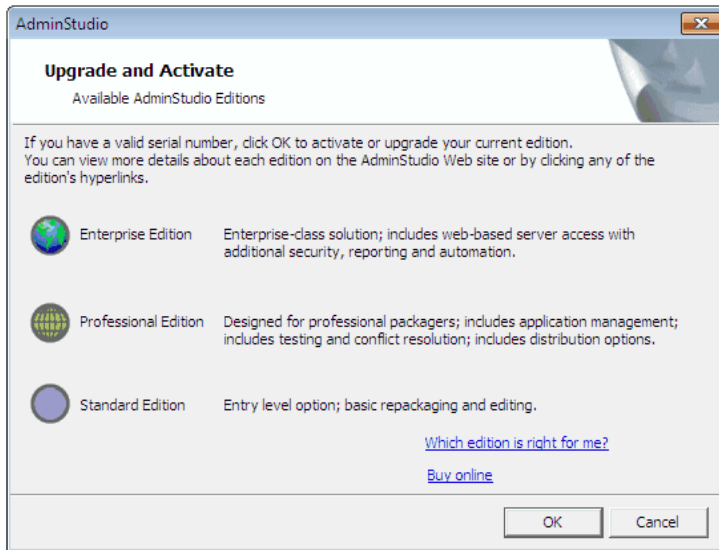 AdminStudio
Upgrade and Activate
Available AdminStudio Editions
If you have a valid serial number, click OK to activate or upgrade your current edition.
You can view more details about each edition on the AdminStudio Web site or by clicking any of the
edition's hyperlinks.
Enterprise Edition
Enterprise-class solution; includes web-based server access with
additional security, reporting and automation.
Professional Edition
Designed for professional packagers; includes application management;
includes testing and conflict resolution; includes distribution options.
Standard Edition
Entry level option; basic repackaging and editing.
Which edition is right for me?
Buy online
OK
Cancel